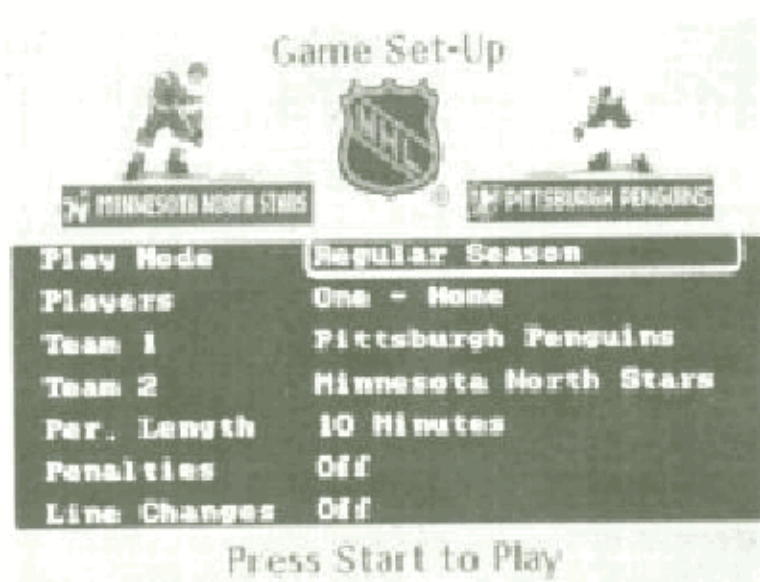 Game Set-Up
NHL
®
MINNESOTA NORTH STARS
PITTSBURGH PENGUINS
Play Mode Regular Season
Players One - Home
Team 1 Pittsburgh Penguins
Team 2 Minnesota North Stars
Per. Length 10 Minutes
Penalties Off
Line Changes Off
Press Start to Play